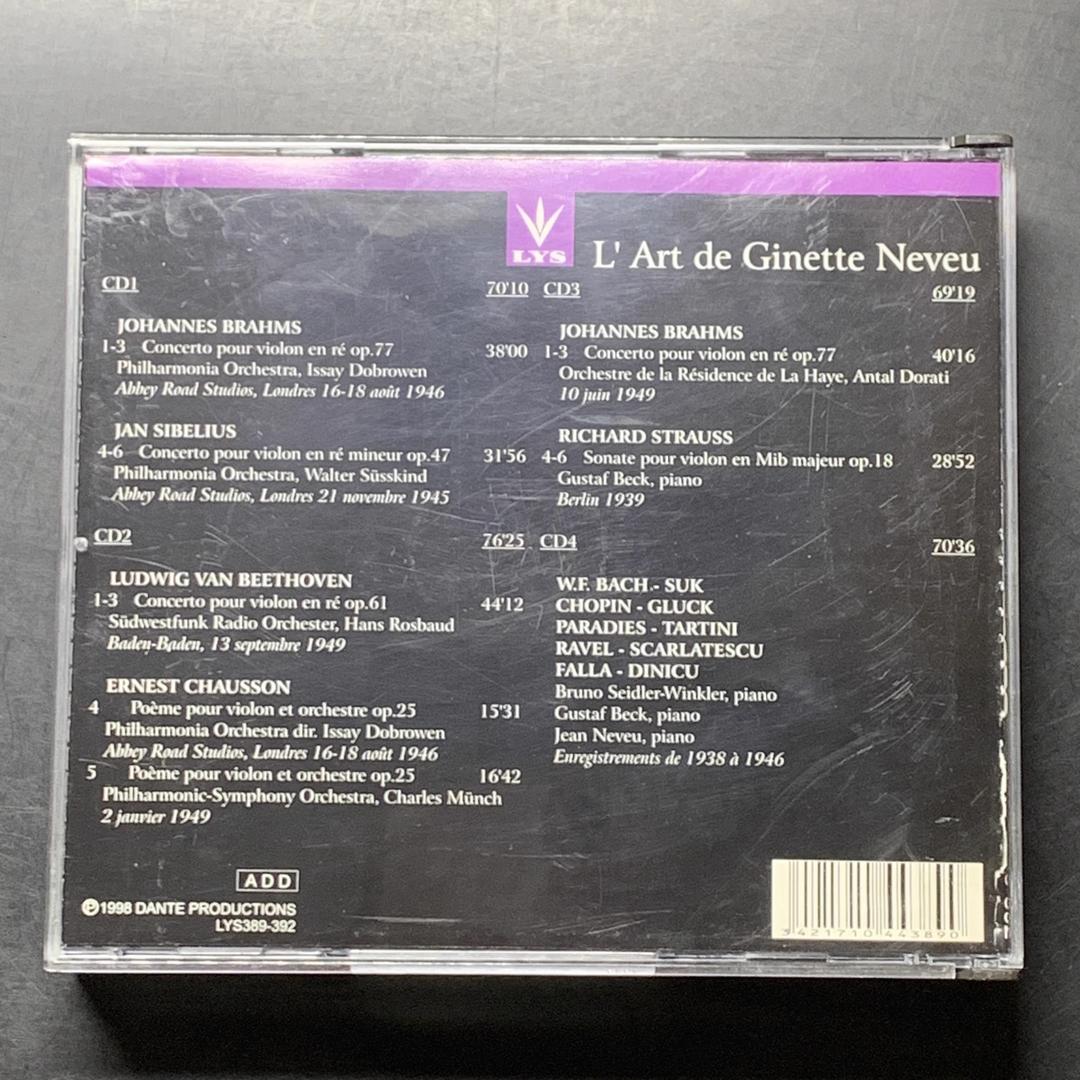 LYS
L' Art de Ginette Neveu
CD1 70'10
JOHANNES BRAHMS
1-3 Concerto pour violon en ré op.77 38'00
Philharmonia Orchestra, Issay Dobrowen
Abbey Road Studios, Londres 16-18 août 1946
JAN SIBELIUS
4-6 Concerto pour violon en ré mineur op.47 31'56
Philharmonia Orchestra, Walter Süsskind
Abbey Road Studios, Londres 21 novembre 1945
CD2 76'25
LUDWIG VAN BEETHOVEN
1-3 Concerto pour violon en ré op.61 44'12
Südwestfunk Radio Orchester, Hans Rosbaud
Baden-Baden, 13 septembre 1949
ERNEST CHAUSSON
4 Poème pour violon et orchestre op.25 15'31
Philharmonia Orchestra dir. Issay Dobrowen
Abbey Road Studios, Londres 16-18 août 1946
5 Poème pour violon et orchestre op.25 16'42
Philharmonic-Symphony Orchestra, Charles Münch
2 janvier 1949
CD3 69'19
JOHANNES BRAHMS
1-3 Concerto pour violon en ré op.77 40'16
Orchestre de la Résidence de La Haye, Antal Dorati
10 juin 1949
RICHARD STRAUSS
4-6 Sonate pour violon en Mib majeur op.18 28'52
Gustaf Beck, piano
Berlin 1939
CD4 70'36
W.F. BACH - SUK
CHOPIN - GLUCK
PARADIES - TARTINI
RAVEL - SCARLATESCU
FALLA - DINICU
Bruno Seidler-Winkler, piano
Gustaf Beck, piano
Jean Neveu, piano
Enregistrements de 1938 à 1946
ADD
℗1998 DANTE PRODUCTIONS
LYS389-392
3 421710 443890